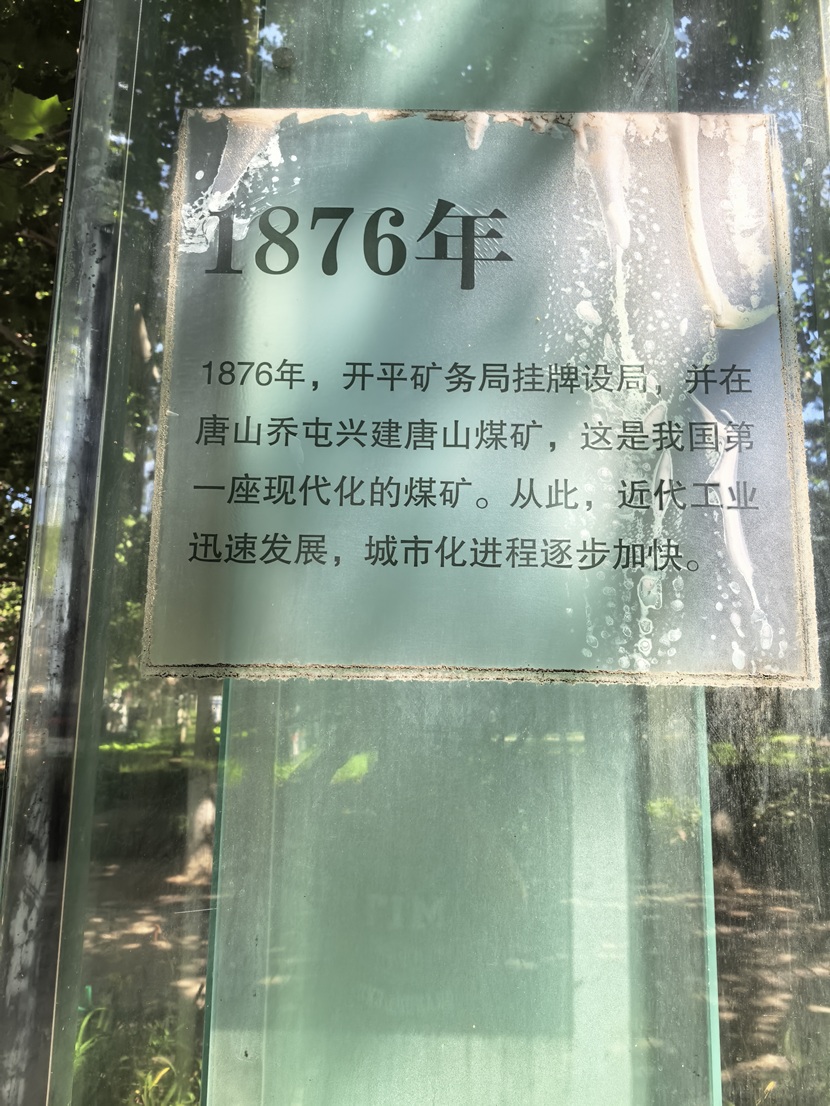 1876年
1876年，开平矿务局挂牌设局，并在
唐山乔屯兴建唐山煤矿，这是我国第
一座现代化的煤矿。从此，近代工业
迅速发展，城市化进程逐步加快。